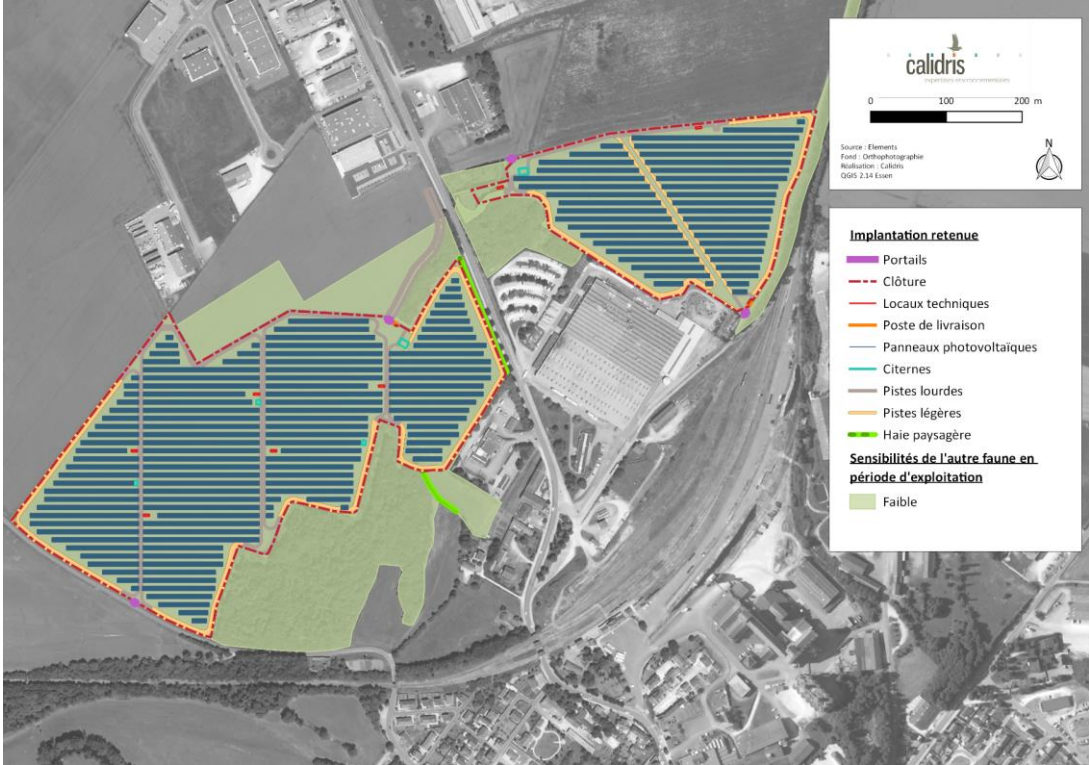 calidris
expertises environnementales
0 100 200 m
Source : Elements
Fond : Orthophotographie
Réalisation : Calidris
QGIS 2.14 Essen
N
Implantation retenue
Portails
Clôture
Locaux techniques
Poste de livraison
Panneaux photovoltaïques
Citernes
Pistes lourdes
Pistes légères
Haie paysagère
Sensibilités de l'autre faune en
période d'exploitation
Faible